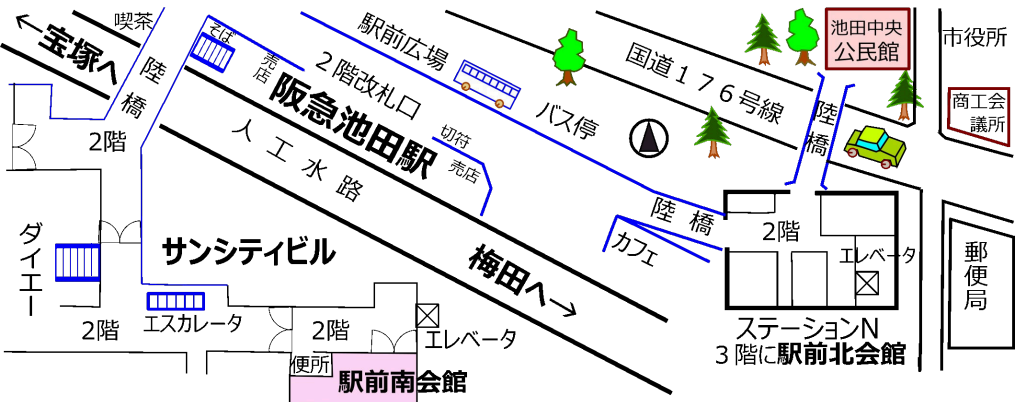 ←宝塚へ
喫茶
陸橋
2階
そば
売店
2階改札口
阪急池田駅
切符
売店
人工水路
梅田へ→
駅前広場
バス停
国道176号線
池田中央
公民館
陸橋
市役所
商工会
議所
陸橋
カフェ
2階
エレベータ
ステーションN
3階に駅前北会館
郵便局
ダイエー
サンシティビル
エスカレータ
2階
2階
エレベータ
便所
駅前南会館